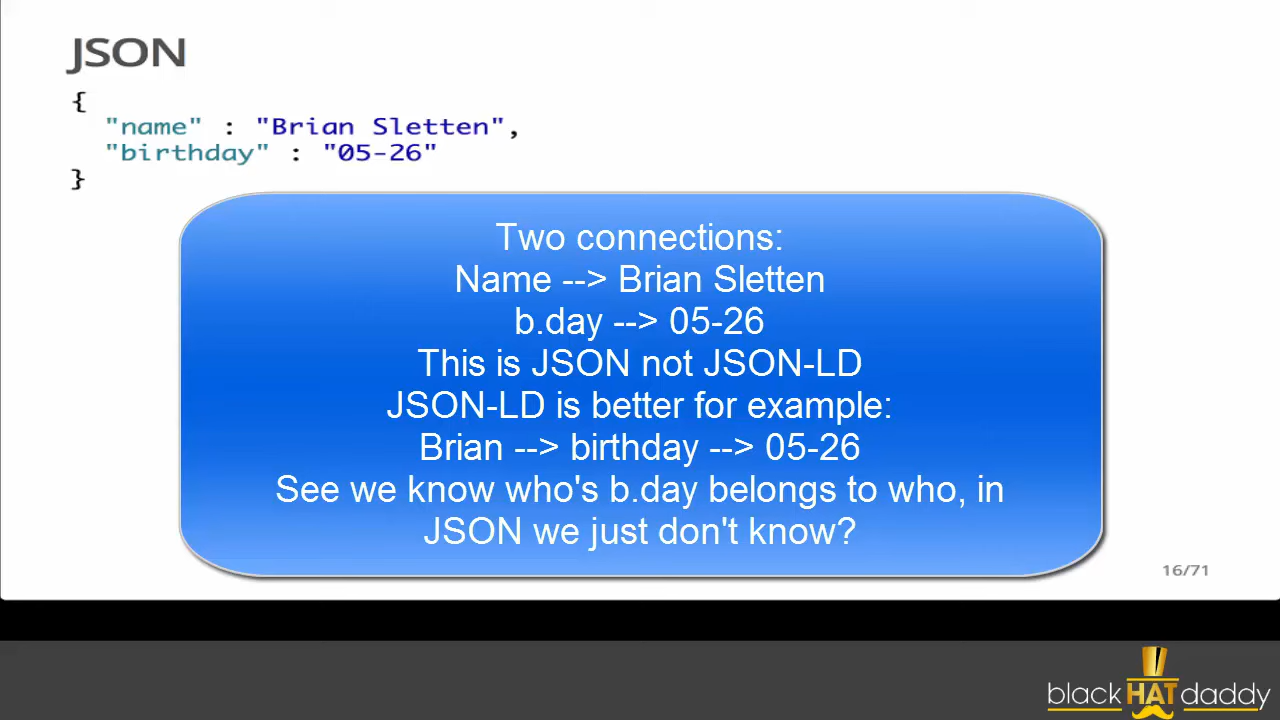 JSON
{
"name" : "Brian Sletten",
"birthday" : "05-26"
}
Two connections:
Name --> Brian Sletten
b.day --> 05-26
This is JSON not JSON-LD
JSON-LD is better for example:
Brian --> birthday --> 05-26
See we know who's b.day belongs to who, in
JSON we just don't know?
16/71
blackHATdaddy